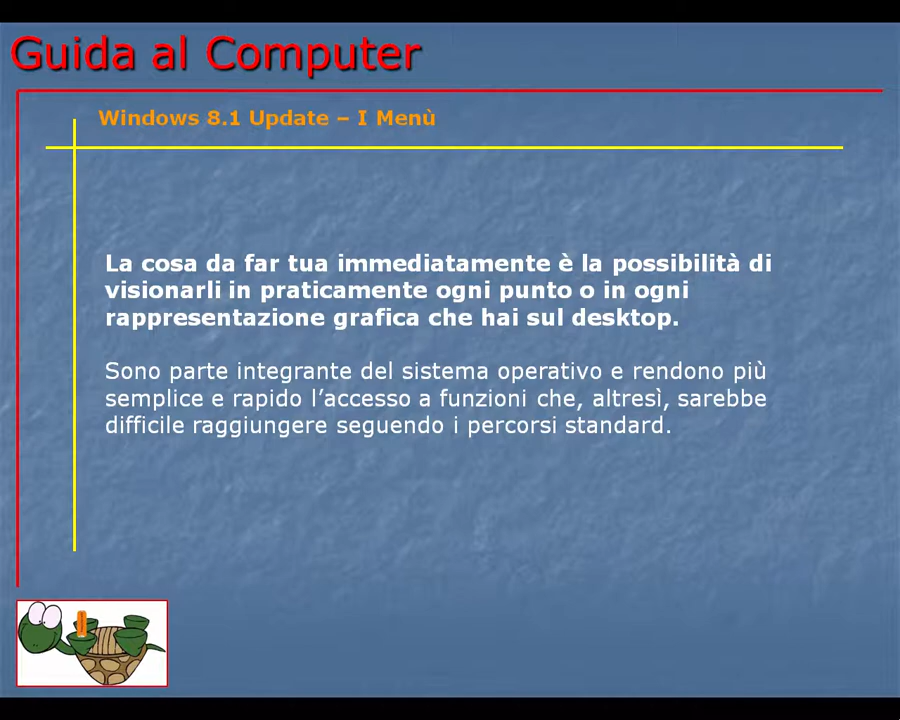 Guida al Computer
Windows 8.1 Update – I Menù
La cosa da far tua immediatamente è la possibilità di
visionarli in praticamente ogni punto o in ogni
rappresentazione grafica che hai sul desktop.
Sono parte integrante del sistema operativo e rendono più
semplice e rapido l’accesso a funzioni che, altresì, sarebbe
difficile raggiungere seguendo i percorsi standard.